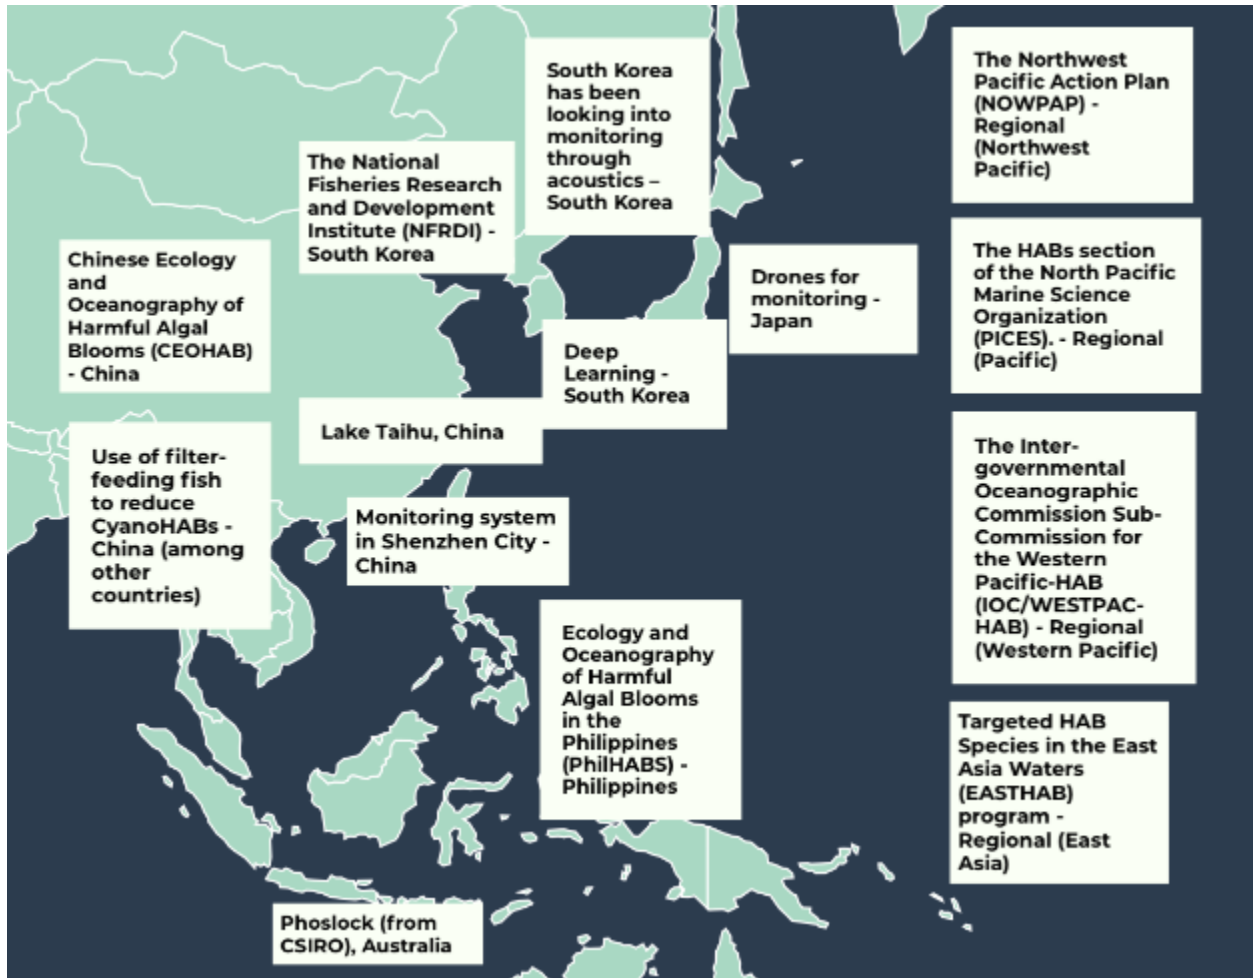 South Korea
has been
looking into
monitoring
through
acoustics –
South Korea
The Northwest
Pacific Action Plan
(NOWPAP) -
Regional
(Northwest
Pacific)
The National
Fisheries Research
and Development
Institute (NFRDI) -
South Korea
Chinese Ecology
and
Oceanography of
Harmful Algal
Blooms (CEOHAB)
- China
Drones for
monitoring -
Japan
The HABs section
of the North Pacific
Marine Science
Organization
(PICES). - Regional
(Pacific)
Deep
Learning -
South Korea
Lake Taihu, China
Use of filter-
feeding fish
to reduce
CyanoHABs -
China (among
other
countries)
Monitoring system
in Shenzhen City -
China
The Inter-
governmental
Oceanographic
Commission Sub-
Commission for
the Western
Pacific-HAB
(IOC/WESTPAC-
HAB) - Regional
(Western Pacific)
Ecology and
Oceanography
of Harmful
Algal Blooms
in the
Philippines
(PhilHABS) -
Philippines
Targeted HAB
Species in the East
Asia Waters
(EASTHAB)
program -
Regional (East
Asia)
Phoslock (from
CSIRO), Australia